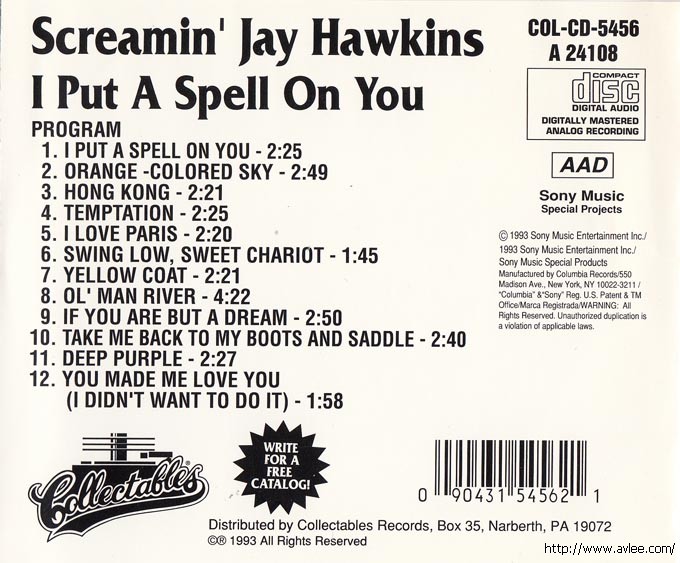 Screamin' Jay Hawkins
I Put A Spell On You
PROGRAM
1. I PUT A SPELL ON YOU - 2:25
2. ORANGE -COLORED SKY - 2:49
3. HONG KONG - 2:21
4. TEMPTATION - 2:25
5. I LOVE PARIS - 2:20
6. SWING LOW, SWEET CHARIOT - 1:45
7. YELLOW COAT - 2:21
8. OL' MAN RIVER - 4:22
9. IF YOU ARE BUT A DREAM - 2:50
10. TAKE ME BACK TO MY BOOTS AND SADDLE - 2:40
11. DEEP PURPLE - 2:27
12. YOU MADE ME LOVE YOU
(I DIDN'T WANT TO DO IT) - 1:58
COL-CD-5456
A 24108
COMPACT
disc
DIGITAL AUDIO
DIGITALLY MASTERED
ANALOG RECORDING
AAD
Sony Music
Special Projects
© 1993 Sony Music Entertainment Inc./
1993 Sony Music Entertainment Inc./
Sony Music Special Products
Manufactured by Columbia Records/550
Madison Ave., New York, NY 10022-3211 /
"Columbia" &"Sony" Reg. U.S. Patent & TM
Office/Marca Registrada/WARNING: All
Rights Reserved. Unauthorized duplication is
a violation of applicable laws.
Collectables
WRITE
FOR A
FREE
CATALOG!
0 90431 54562 1
Distributed by Collectables Records, Box 35, Narberth, PA 19072
©℗ 1993 All Rights Reserved
http://www.avlee.com/